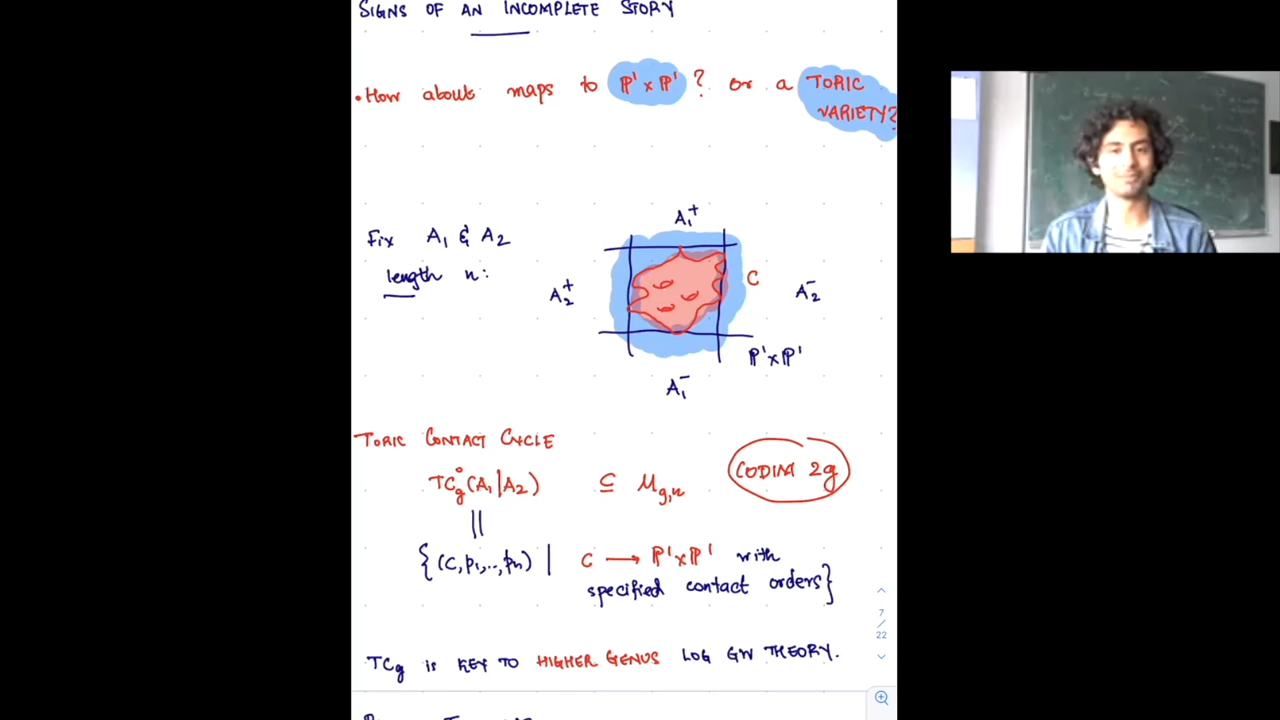 SIGNS OF AN INCOMPLETE STORY
• How about maps to P¹ × P¹ ? or a TORIC
VARIETY?
Fix A₁ & A₂
length n:
A₁⁺
A₂⁺
C
A₂⁻
P¹×P¹
A₁⁻
TORIC CONTACT CYCLE
TC°g(A₁|A₂) ⊆ Mg,n
CODIM 2g
||
{(C,p₁,..,pn) | C → P¹×P¹ with
specified contact orders}
TCg is KEY TO HIGHER GENUS LOG GW THEORY.
7
/
22